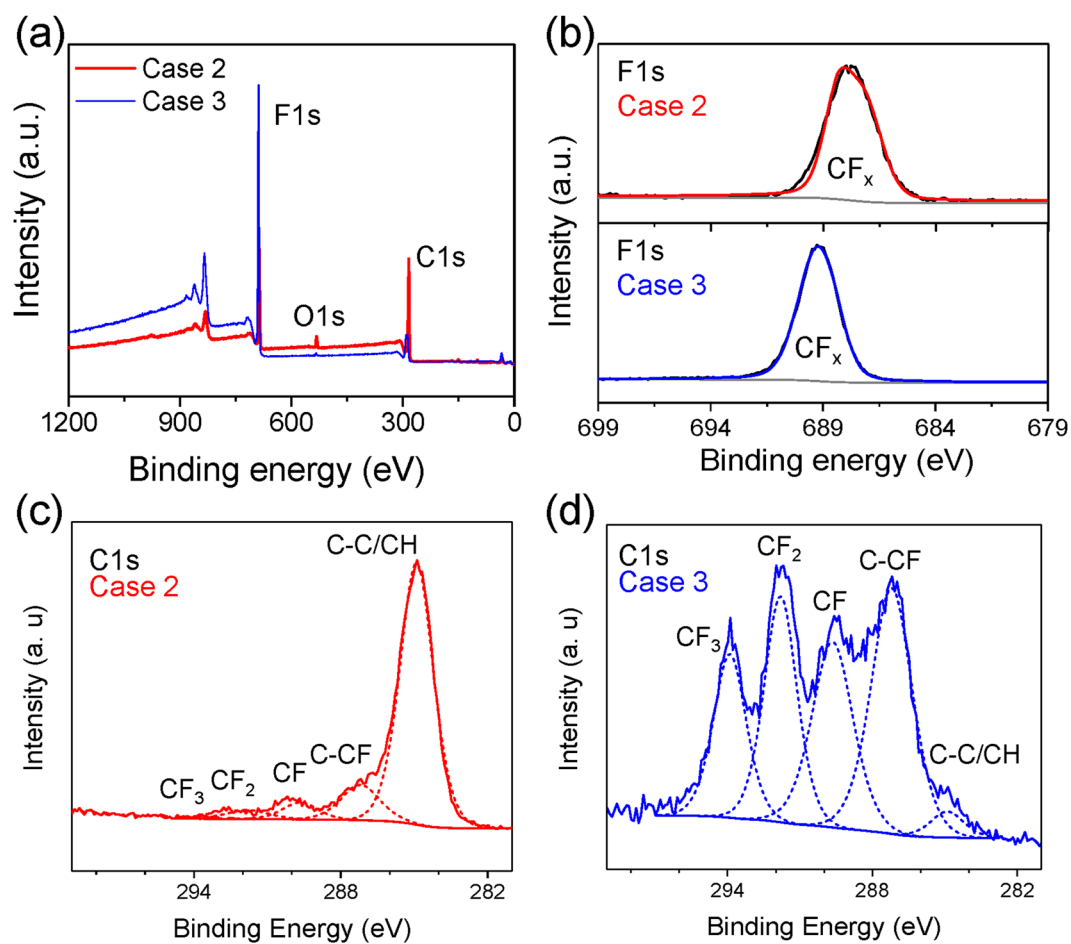 (a)
Case 2
Case 3
F1s
C1s
O1s
Intensity (a.u.)
1200 900 600 300 0
Binding energy (eV)
(b)
F1s
Case 2
CFx
F1s
Case 3
CFx
Intensity (a.u.)
699 694 689 684 679
Binding energy (eV)
(c)
C1s
Case 2
C-C/CH
C-CF
CF
CF2
CF3
Intensity (a. u)
294 288 282
Binding Energy (eV)
(d)
C1s
Case 3
CF3
CF2
CF
C-CF
C-C/CH
Intensity (a. u)
294 288 282
Binding Energy (eV)